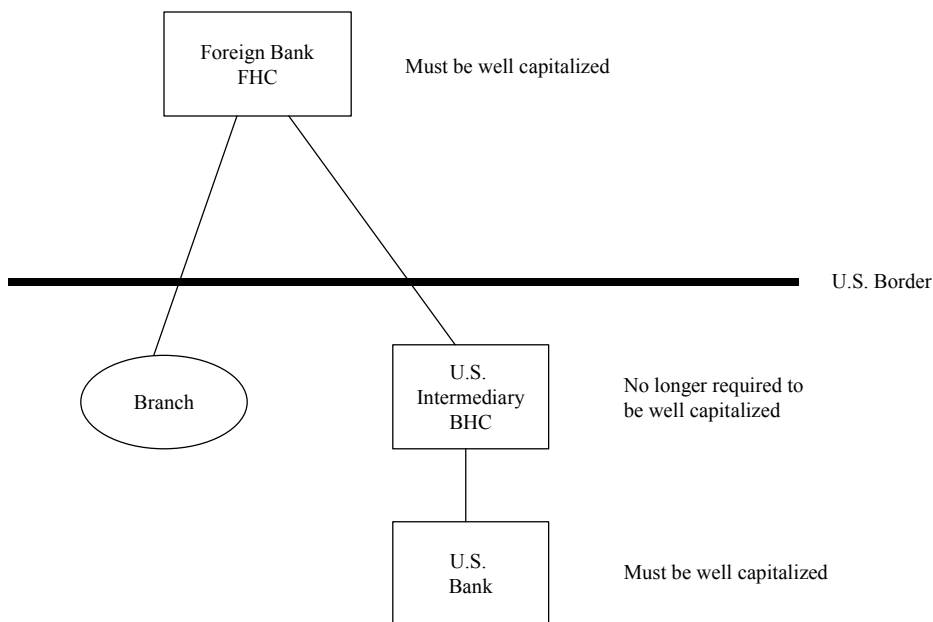 Foreign Bank
FHC
Must be well capitalized
U.S. Border
Branch
U.S.
Intermediary
BHC
No longer required to
be well capitalized
U.S.
Bank
Must be well capitalized